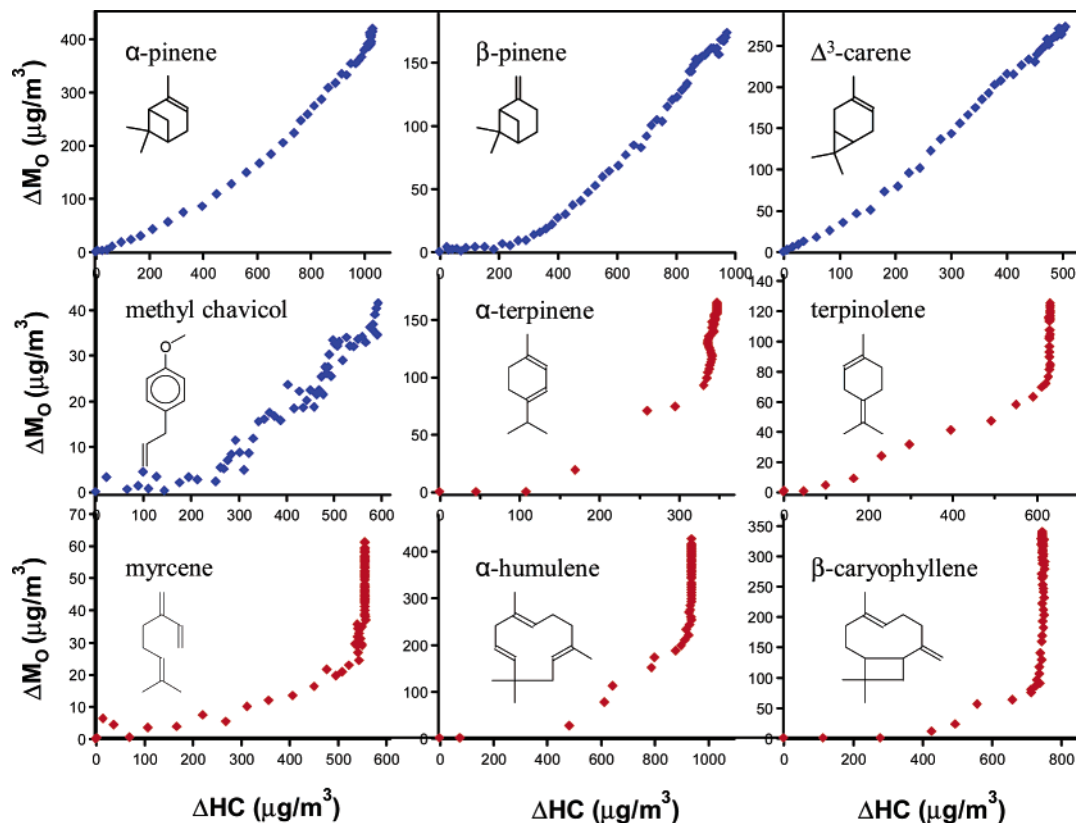 α-pinene
β-pinene
Δ³-carene
ΔM_O (μg/m³)
400
300
200
100
0
0 200 400 600 800 1000
150
100
50
0
0 200 400 600 800 1000
250
200
150
100
50
0
0 100 200 300 400 500
methyl chavicol
α-terpinene
terpinolene
O
ΔM_O (μg/m³)
40
30
20
10
0
0 100 200 300 400 500 600
200
150
100
50
0
0 100 200 300
140
120
100
80
60
40
20
0
0 200 400 600
myrcene
α-humulene
β-caryophyllene
ΔM_O (μg/m³)
70
60
50
40
30
20
10
0
0 100 200 300 400 500 600
400
300
200
100
0
0 200 400 600 800 1000
350
300
250
200
150
100
50
0
0 200 400 600 800
ΔHC (μg/m³)
ΔHC (μg/m³)
ΔHC (μg/m³)